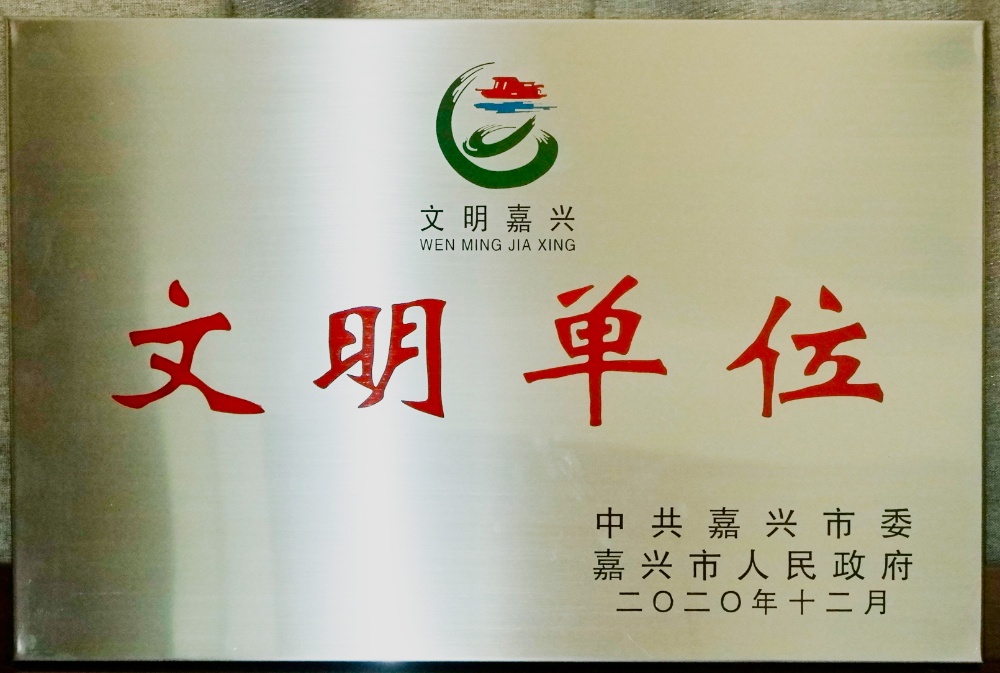 文明嘉兴
WEN MING JIA XING
文明单位
中共嘉兴市委
嘉兴市人民政府
二〇二〇年十二月